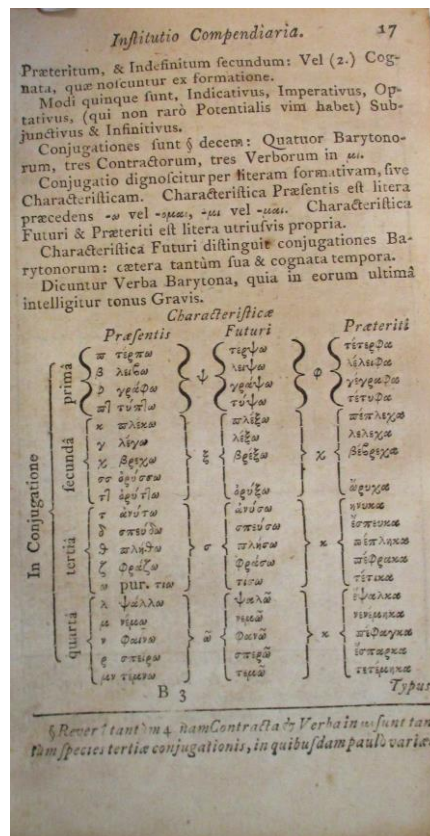 Institutio Compendiaria. 17
Præteritum, & Indefinitum secundum: Vel (2.) Cog-
nata, quæ noscuntur ex formatione.
Modi quinque sunt, Indicativus, Imperativus, Op-
tativus, (qui non rarò Potentialis vim habet) Sub-
junctivus & Infinitivus.
Conjugationes sunt § decem: Quatuor Barytono-
rum, tres Contractorum, tres Verborum in μι.
Conjugatio dignoscitur per literam formativam, sive
Characteristicam. Characteristica Præsentis est litera
præcedens -ω vel -ομαι, -μι vel -μαι. Characteristica
Futuri & Præteriti est litera utriusvis propria.
Characteristica Futuri distinguit conjugationes Ba-
rytonorum: cætera tantùm sua & cognata tempora.
Dicuntur Verba Barytona, quia in eorum ultimâ
intelligitur tonus Gravis.
Characteristicæ
Præsentis Futuri Præteriti
In Conjugatione
primâ
π τέρπω τέρψω τέτερφα
β λείβω λείψω λέλειφα
φ γράφω ψ γράψω φ γέγραφα
πτ τύπτω τύψω τέτυφα
secundâ
κ πλέκω πλέξω πέπλεχα
γ λέγω λέξω λέλεχα
χ βρέχω ξ βρέξω χ βέβρεχα
σσ ὀρύσσω
ττ ὀρύττω ὀρύξω ὤρυχα
tertiâ
τ ἀνύτω ἀνύσω ἤνυκα
δ σπεύδω σπεύσω ἔσπευκα
θ πλήθω σ πλήσω κ πέπληκα
ζ φράζω φράσω πέφρακα
ω pur. τίω τίσω τέτικα
quartâ
λ ψάλλω ψαλῶ ἔψαλκα
μ νέμω νεμῶ νενέμηκα
ν φαίνω ῶ φανῶ κ πέφαγκα
ρ σπείρω σπερῶ ἔσπαρκα
μν τέμνω τεμῶ τετέμηκα
B 3 Typus
§ Rever tantùm 4. nam Contracta & Verba in μι sunt tan
tùm species tertiæ conjugationis, in quibusdam paulò variæ